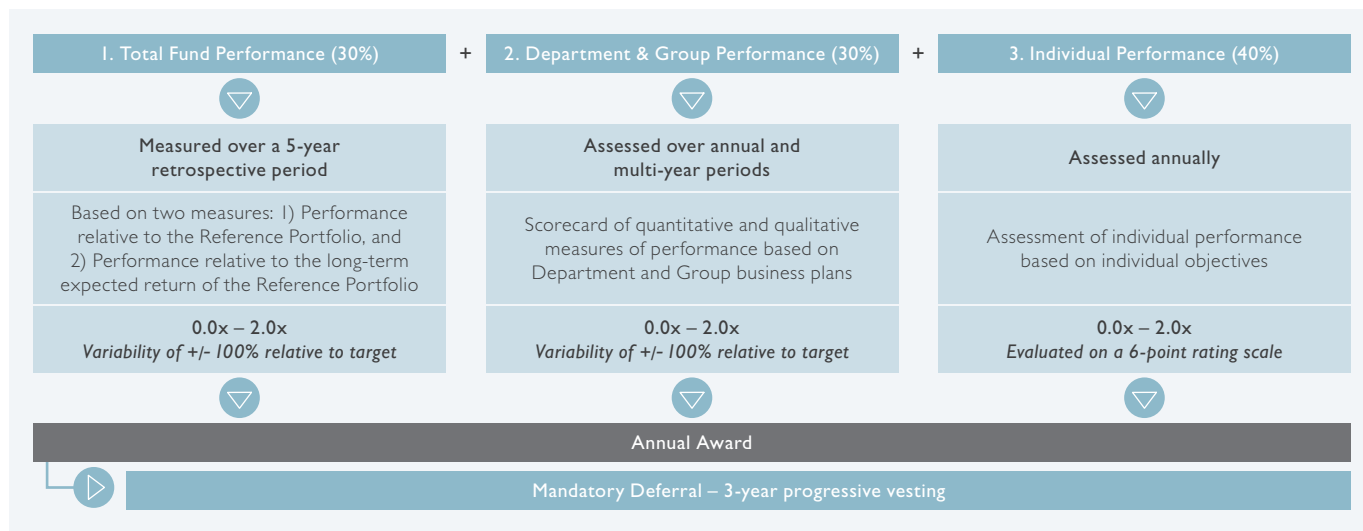 1. Total Fund Performance (30%)
+
2. Department & Group Performance (30%)
+
3. Individual Performance (40%)
Measured over a 5-year
retrospective period
Based on two measures: 1) Performance
relative to the Reference Portfolio, and
2) Performance relative to the long-term
expected return of the Reference Portfolio
0.0x – 2.0x
Variability of +/- 100% relative to target
Assessed over annual and
multi-year periods
Scorecard of quantitative and qualitative
measures of performance based on
Department and Group business plans
0.0x – 2.0x
Variability of +/- 100% relative to target
Assessed annually
Assessment of individual performance
based on individual objectives
0.0x – 2.0x
Evaluated on a 6-point rating scale
Annual Award
Mandatory Deferral – 3-year progressive vesting